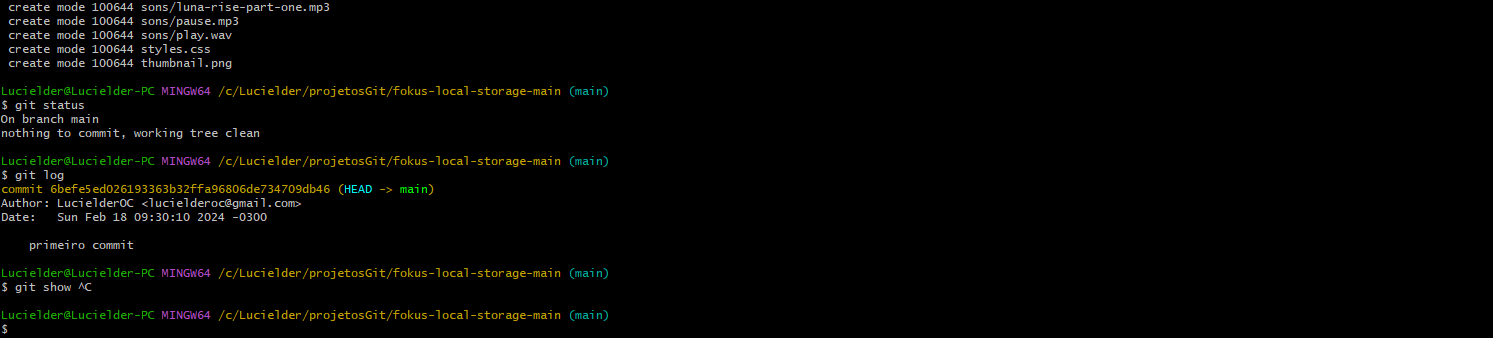 create mode 100644 sons/luna-rise-part-one.mp3
create mode 100644 sons/pause.mp3
create mode 100644 sons/play.wav
create mode 100644 styles.css
create mode 100644 thumbnail.png
Lucielder@Lucielder-PC MINGW64 /c/Lucielder/projetosGit/fokus-local-storage-main (main)
$ git status
On branch main
nothing to commit, working tree clean
Lucielder@Lucielder-PC MINGW64 /c/Lucielder/projetosGit/fokus-local-storage-main (main)
$ git log
commit 6befe5ed026193363b32ffa96806de734709db46 (HEAD -> main)
Author: LucielderOC <lucielderoc@gmail.com>
Date:   Sun Feb 18 09:30:10 2024 -0300
primeiro commit
Lucielder@Lucielder-PC MINGW64 /c/Lucielder/projetosGit/fokus-local-storage-main (main)
$ git show ^C
Lucielder@Lucielder-PC MINGW64 /c/Lucielder/projetosGit/fokus-local-storage-main (main)
$